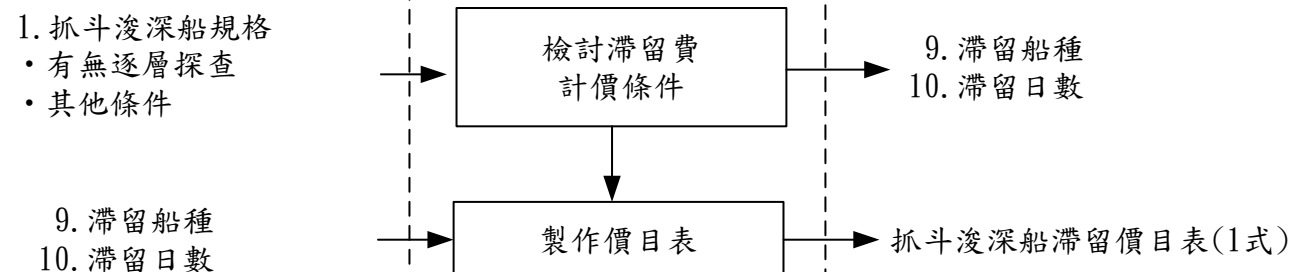 1.抓斗浚深船規格
・有無逐層探查
・其他條件
檢討滯留費
計價條件
9.滯留船種
10.滯留日數
9.滯留船種
10.滯留日數
製作價目表
抓斗浚深船滯留價目表(1式)